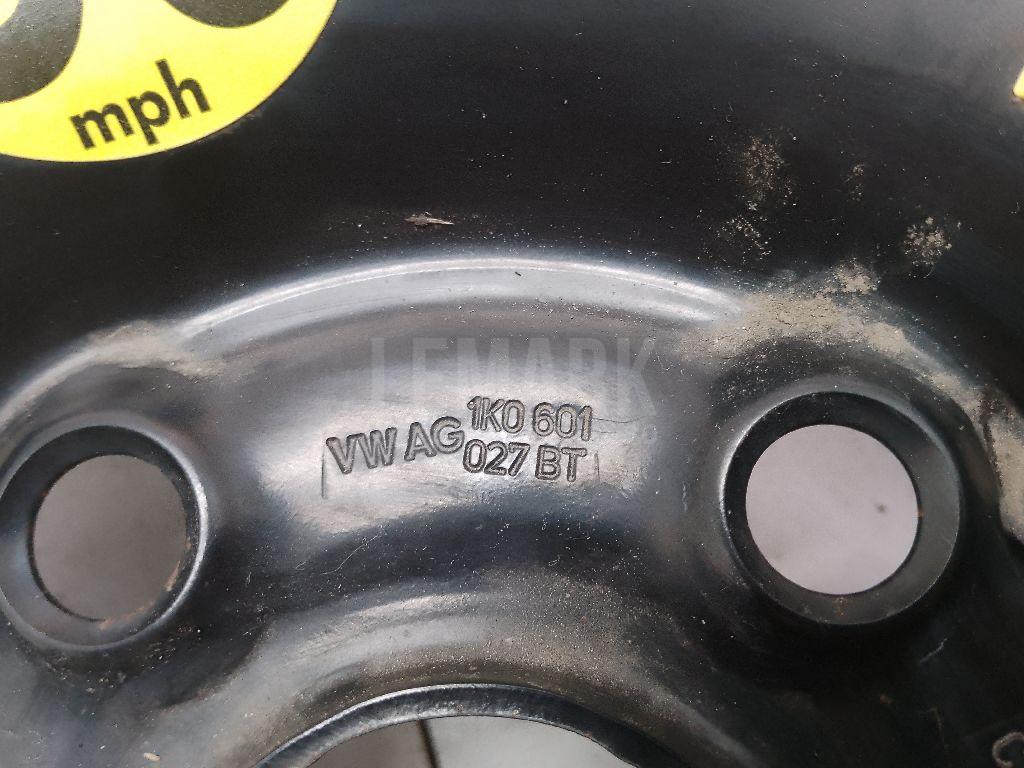 mph
LEMARK
VW AG 1K0 601
027 BT